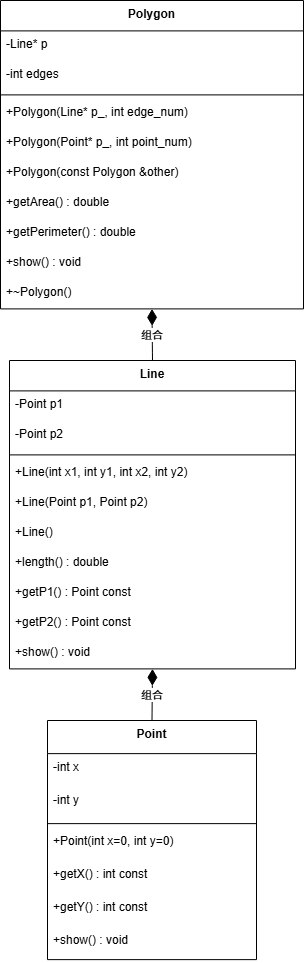 Polygon
-Line* p
-int edges
+Polygon(Line* p_, int edge_num)
+Polygon(Point* p_, int point_num)
+Polygon(const Polygon &other)
+getArea() : double
+getPerimeter() : double
+show() : void
+~Polygon()
组合
Line
-Point p1
-Point p2
+Line(int x1, int y1, int x2, int y2)
+Line(Point p1, Point p2)
+Line()
+length() : double
+getP1() : Point const
+getP2() : Point const
+show() : void
组合
Point
-int x
-int y
+Point(int x=0, int y=0)
+getX() : int const
+getY() : int const
+show() : void